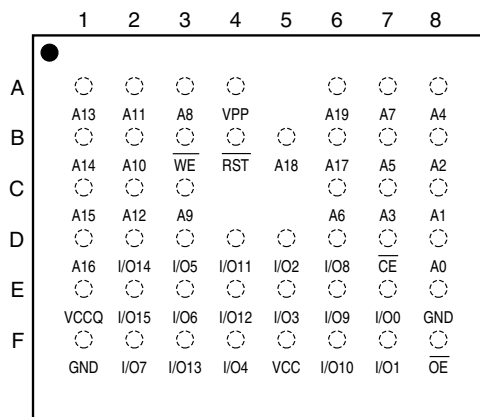 1 2 3 4 5 6 7 8
A
A13 A11 A8 VPP A19 A7 A4
B
A14 A10 WE RST A18 A17 A5 A2
C
A15 A12 A9 A6 A3 A1
D
A16 I/O14 I/O5 I/O11 I/O2 I/O8 CE A0
E
VCCQ I/O15 I/O6 I/O12 I/O3 I/O9 I/O0 GND
F
GND I/O7 I/O13 I/O4 VCC I/O10 I/O1 OE